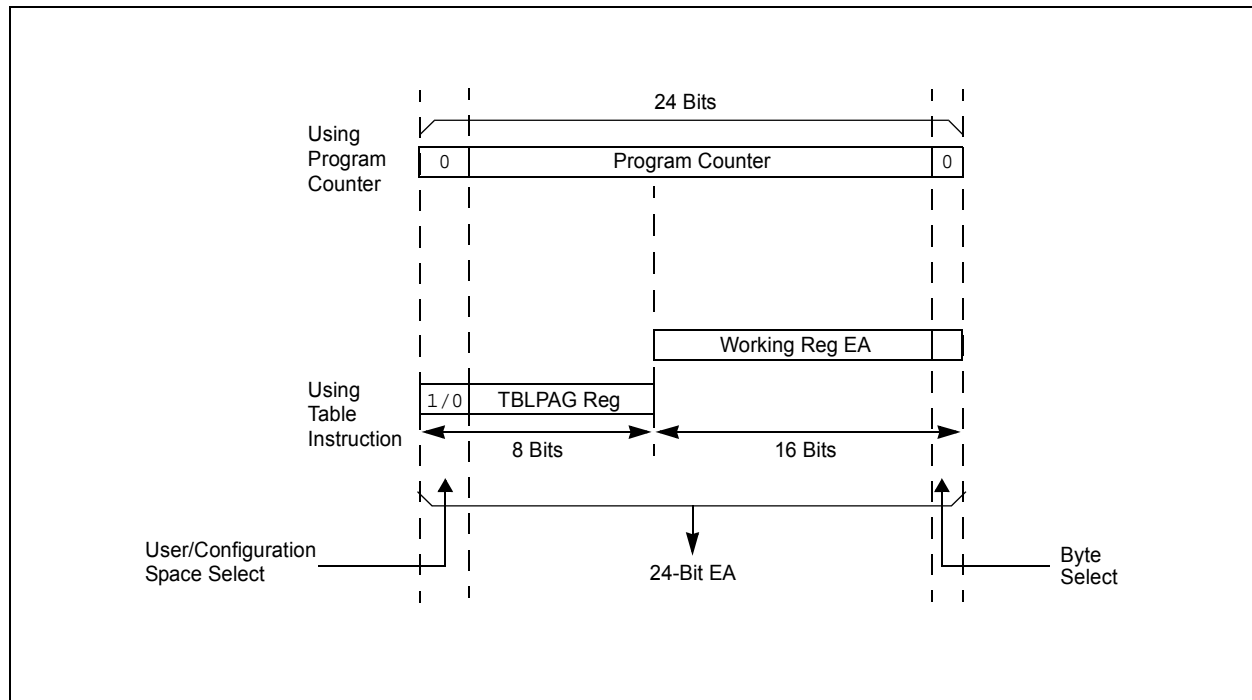 24 Bits
Using
Program
Counter
0
Program Counter
0
Working Reg EA
Using
Table
Instruction
1/0
TBLPAG Reg
8 Bits
16 Bits
User/Configuration
Space Select
24-Bit EA
Byte
Select